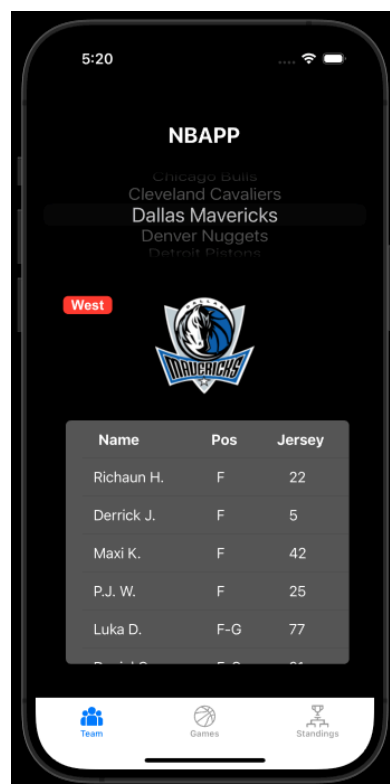 5:20
NBAPP
Chicago Bulls
Cleveland Cavaliers
Dallas Mavericks
Denver Nuggets
Detroit Pistons
West
DALLAS
MAVERICKS
Name Pos Jersey
Richaun H. F 22
Derrick J. F 5
Maxi K. F 42
P.J. W. F 25
Luka D. F-G 77
Team Games Standings